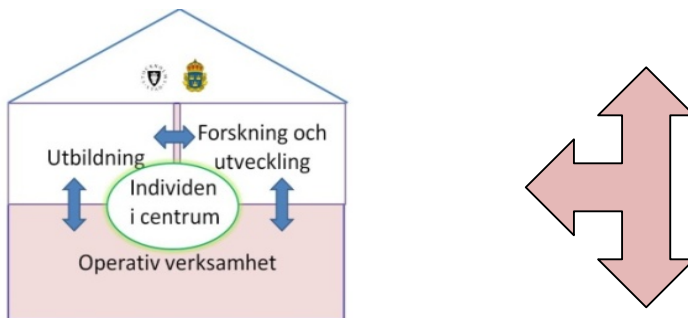 Utbildning
Forskning och
utveckling
Individen
i centrum
Operativ verksamhet